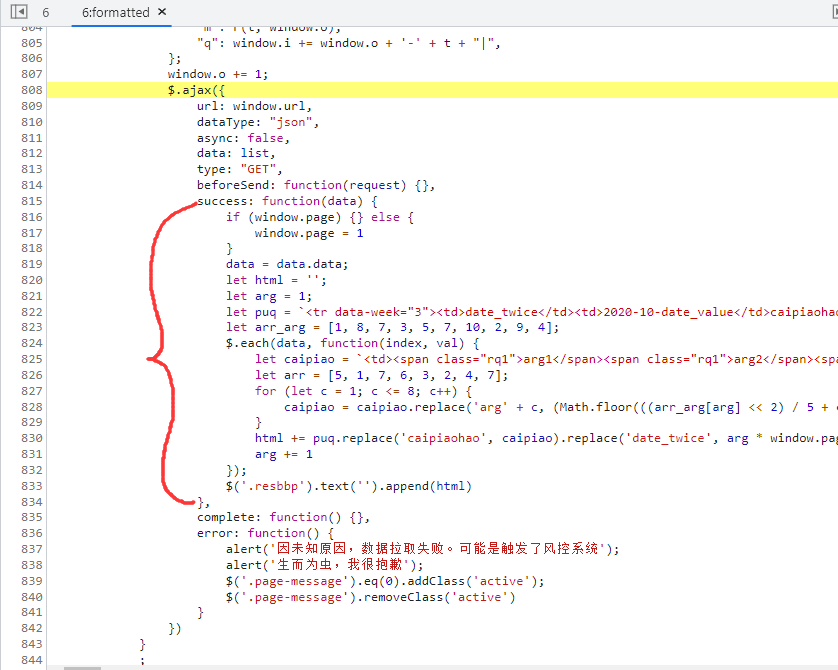 6 6:formatted ×
804 "m": r(t, window.o),
805 "q": window.i += window.o + '-' + t + "|",
806 };
807 window.o += 1;
808 $.ajax({
809 url: window.url,
810 dataType: "json",
811 async: false,
812 data: list,
813 type: "GET",
814 beforeSend: function(request) {},
815 success: function(data) {
816 if (window.page) {} else {
817 window.page = 1
818 }
819 data = data.data;
820 let html = '';
821 let arg = 1;
822 let puq = `<tr data-week="3"><td>date_twice</td><td>2020-10-date_value</td>caipiaohao
823 let arr_arg = [1, 8, 7, 3, 5, 7, 10, 2, 9, 4];
824 $.each(data, function(index, val) {
825 let caipiao = `<td><span class="rq1">arg1</span><span class="rq1">arg2</span><spa
826 let arr = [5, 1, 7, 6, 3, 2, 4, 7];
827 for (let c = 1; c <= 8; c++) {
828 caipiao = caipiao.replace('arg' + c, (Math.floor(((arr_arg[arg] << 2) / 5 +
829 }
830 html += puq.replace('caipiaohao', caipiao).replace('date_twice', arg * window.pag
831 arg += 1
832 });
833 $('.resbbp').text('').append(html)
834 },
835 complete: function() {},
836 error: function() {
837 alert('因未知原因，数据拉取失败。可能是触发了风控系统');
838 alert('生而为虫，我很抱歉');
839 $('.page-message').eq(0).addClass('active');
840 $('.page-message').removeClass('active')
841 }
842 })
843 }
844 ;